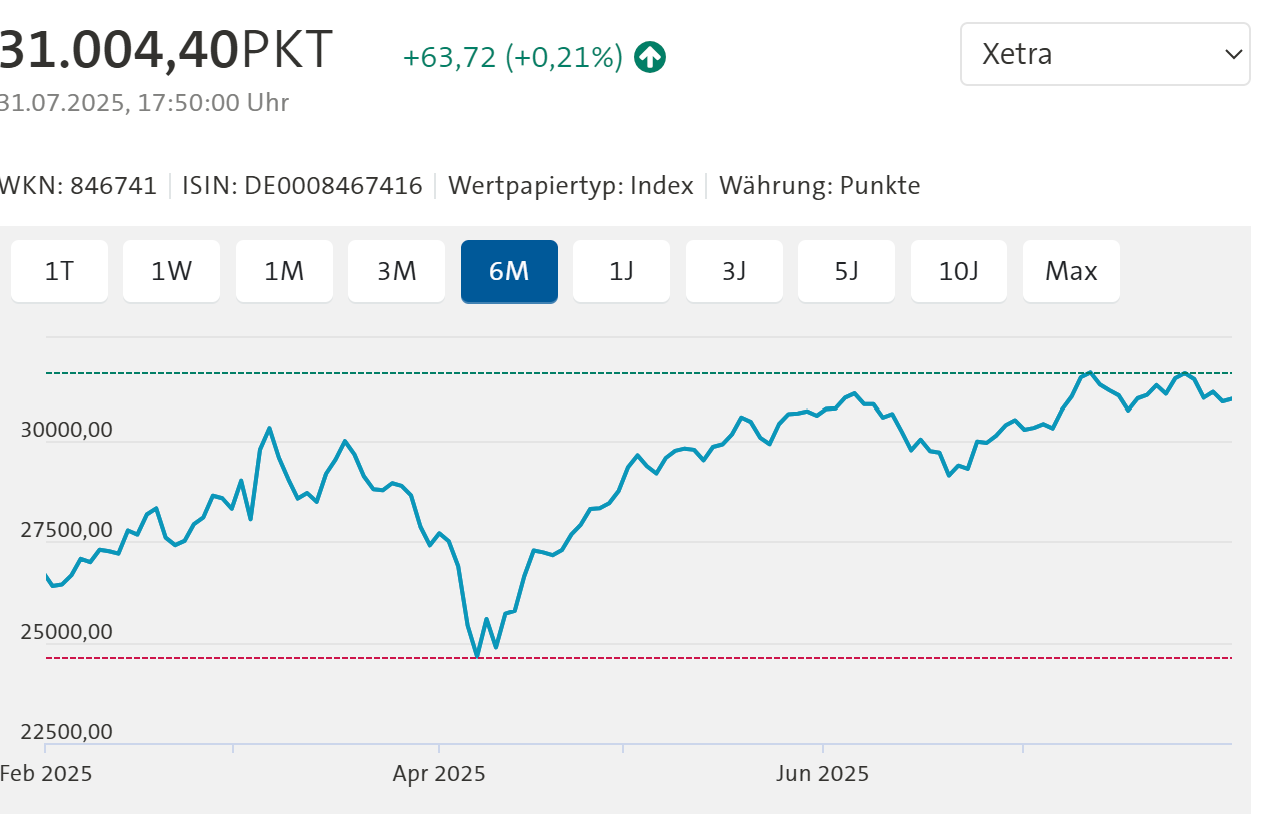 31.004,40PKT +63,72 (+0,21%) Xetra
31.07.2025, 17:50:00 Uhr
WKN: 846741 ISIN: DE0008467416 Wertpapiertyp: Index Währung: Punkte
1T 1W 1M 3M 6M 1J 3J 5J 10J Max
30000,00
27500,00
25000,00
22500,00
Feb 2025 Apr 2025 Jun 2025